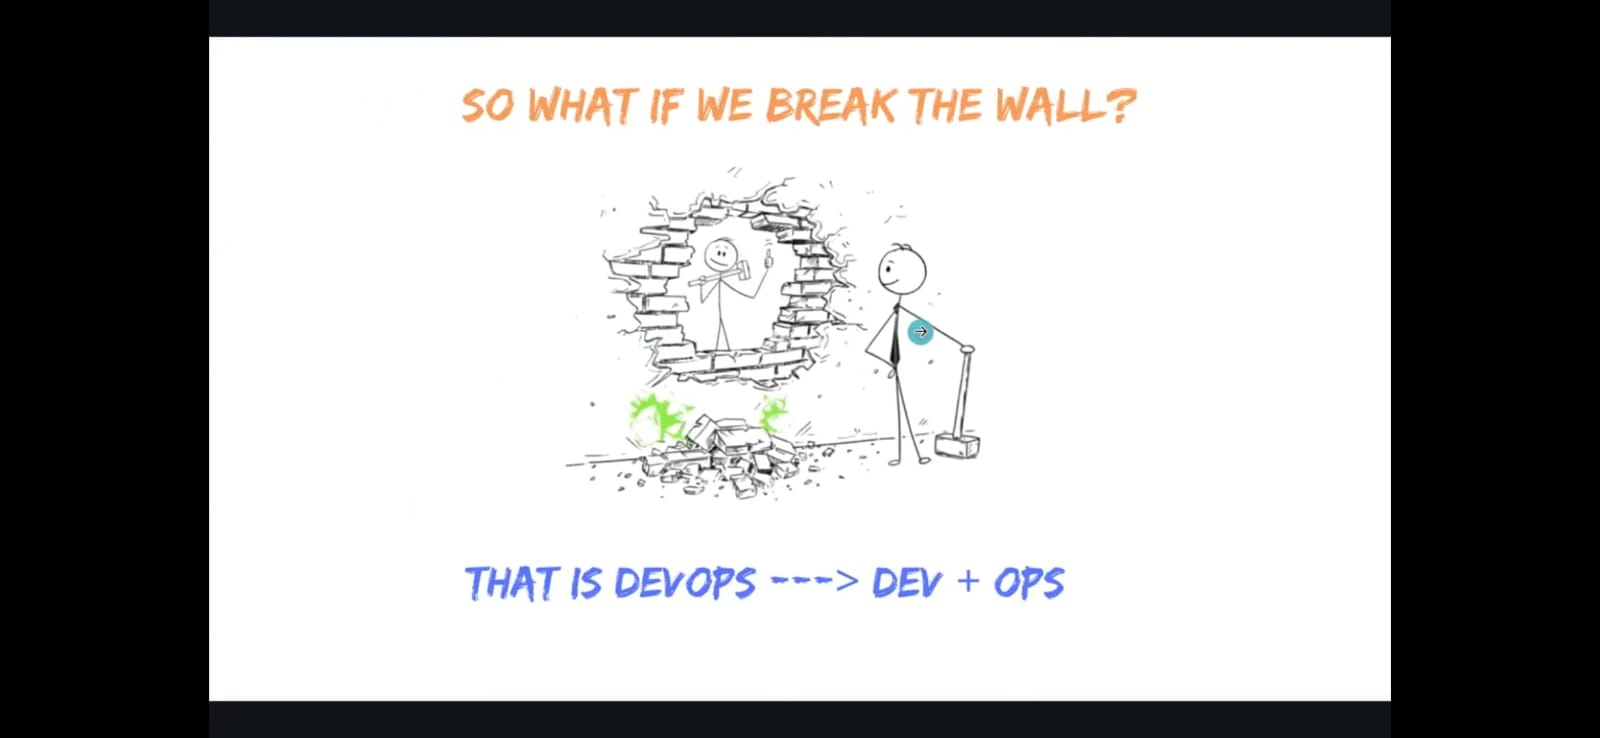 SO WHAT IF WE BREAK THE WALL?
THAT IS DEVOPS ---> DEV + OPS